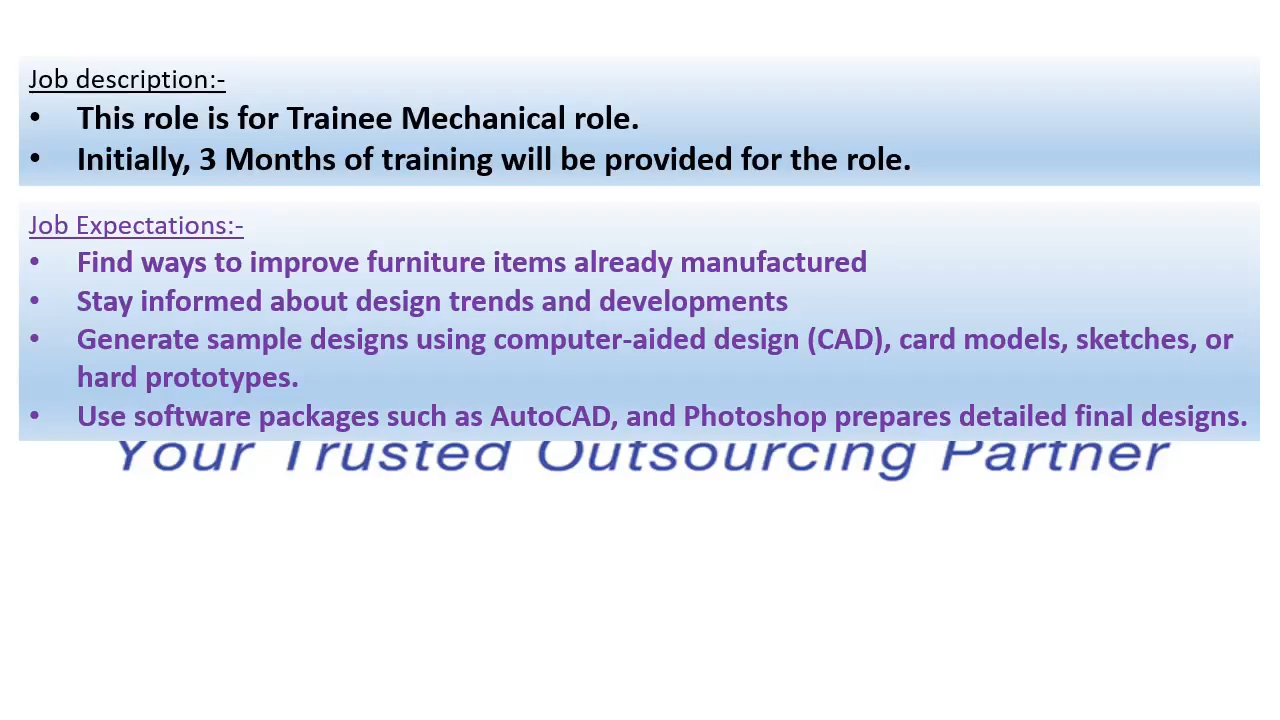 Job description:-
• This role is for Trainee Mechanical role.
• Initially, 3 Months of training will be provided for the role.
Job Expectations:-
• Find ways to improve furniture items already manufactured
• Stay informed about design trends and developments
• Generate sample designs using computer-aided design (CAD), card models, sketches, or
hard prototypes.
• Use software packages such as AutoCAD, and Photoshop prepares detailed final designs.
Your Trusted Outsourcing Partner